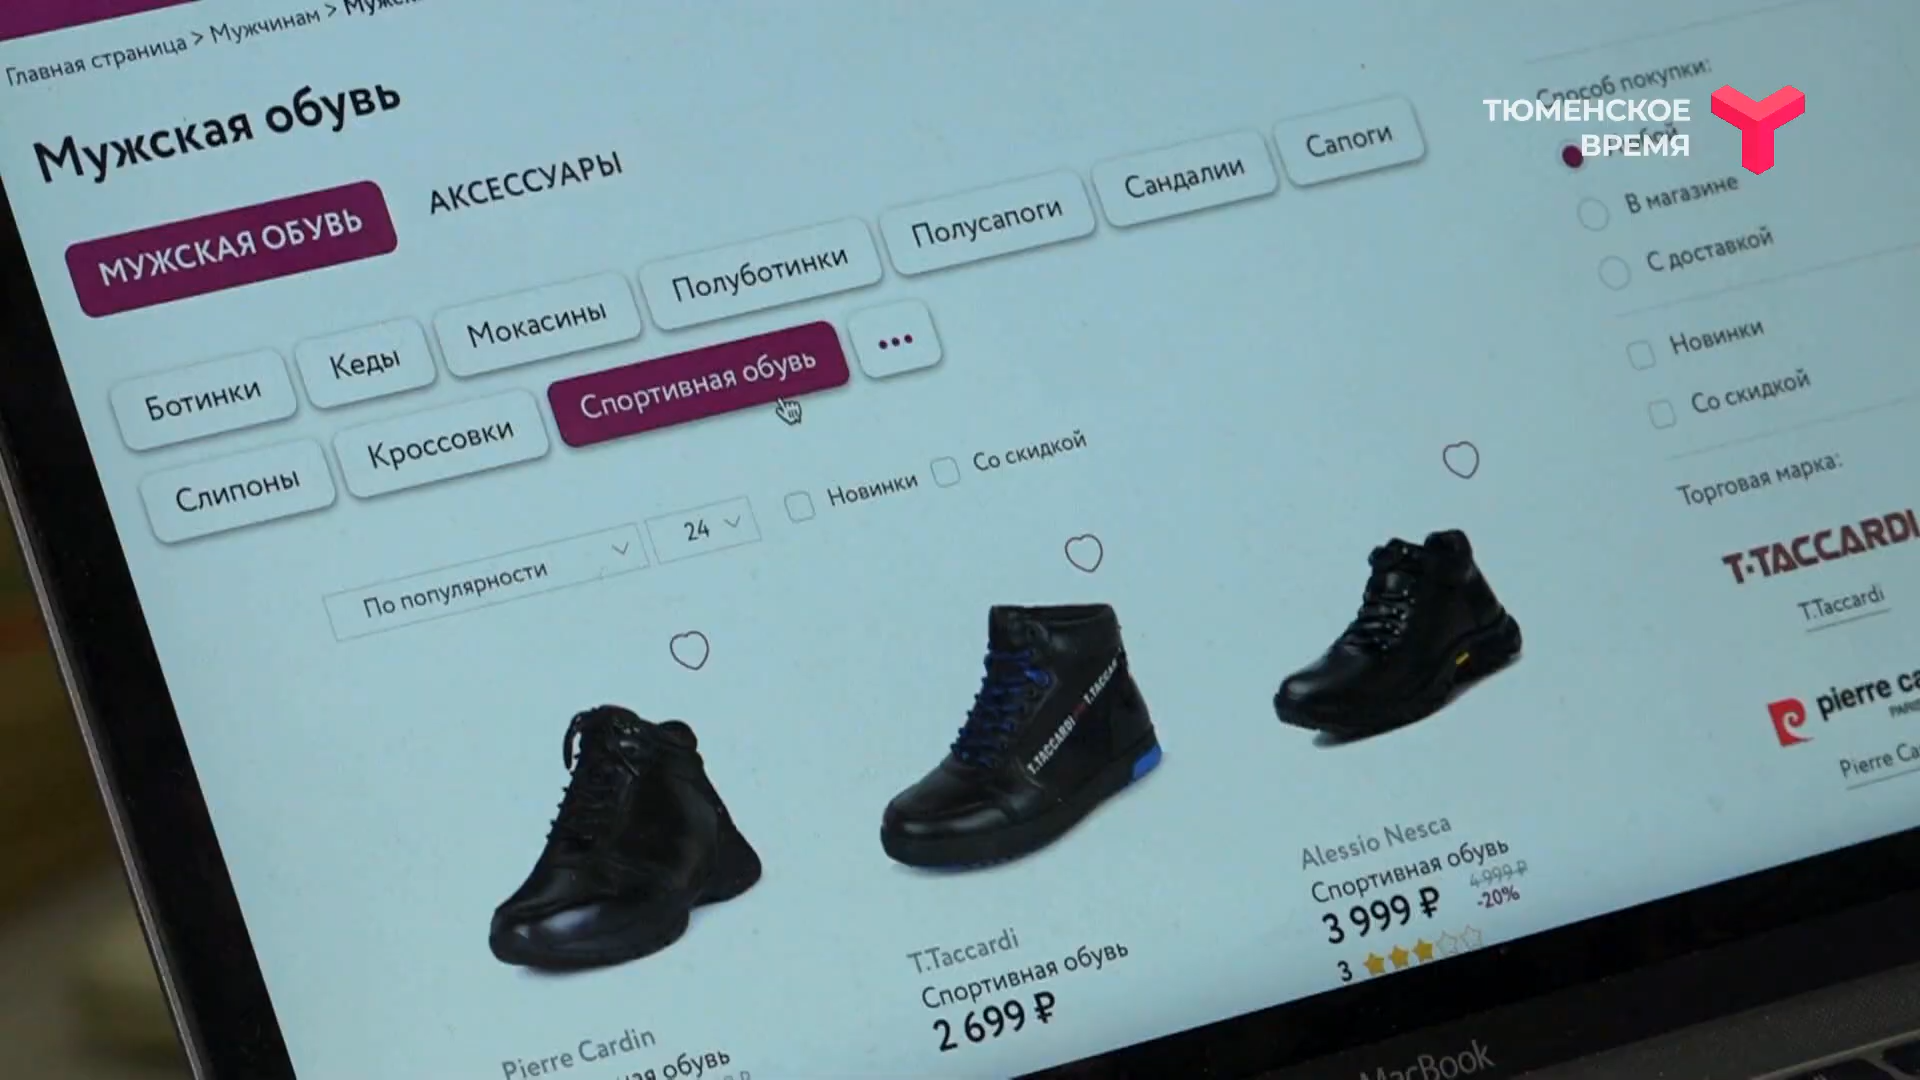 Главная страница > Мужчинам >
Мужская обувь
МУЖСКАЯ ОБУВЬ
АКСЕССУАРЫ
Ботинки
Кеды
Мокасины
Полуботинки
Полусапоги
Сандалии
Сапоги
Слипоны
Кроссовки
Спортивная обувь
...
По популярности
24
Новинки
Со скидкой
Pierre Cardin
обувь
T.TACCARDI
T.Taccardi
Спортивная обувь
2 699 ₽
Alessio Nesca
Спортивная обувь
3 999 ₽
4 999 ₽
-20%
3
Способ покупки:
В магазине
С доставкой
Новинки
Со скидкой
Торговая марка:
T·TACCARDI
T.Taccardi
pierre
Pierre
ТЮМЕНСКОЕ
ВРЕМЯ
MacBook